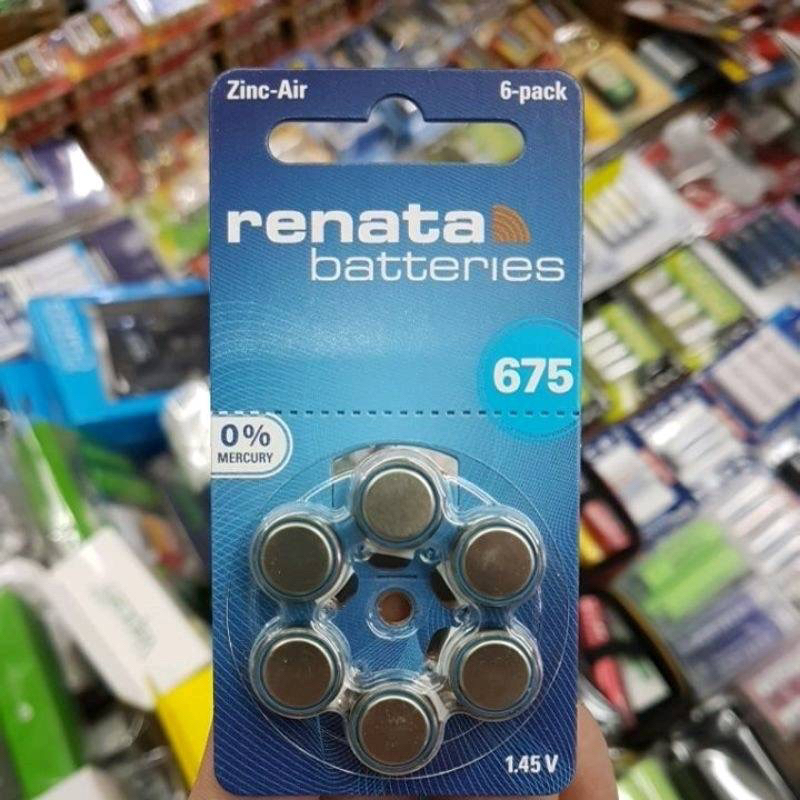 Zinc-Air 6-pack
renata
batteries
675
0%
MERCURY
1.45 V